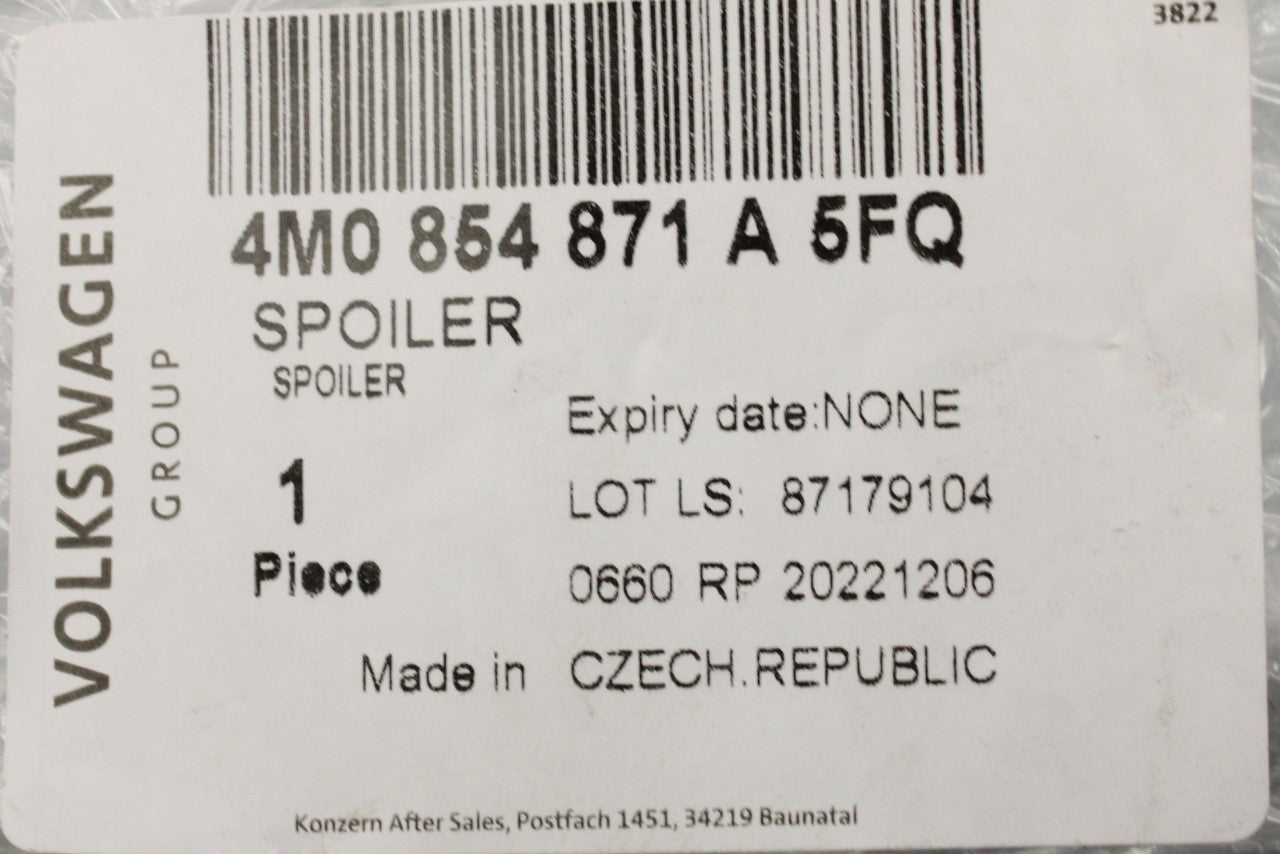 3822
4M0 854 871 A 5FQ
SPOILER
SPOILER
Expiry date:NONE
1
LOT LS: 87179104
Piece
0660 RP 20221206
Made in CZECH.REPUBLIC
VOLKSWAGEN
GROUP
Konzern After Sales, Postfach 1451, 34219 Baunatal